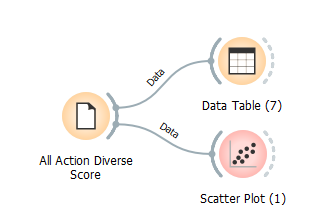 Data
Data Table (7)
Data
All Action Diverse
Score
Scatter Plot (1)